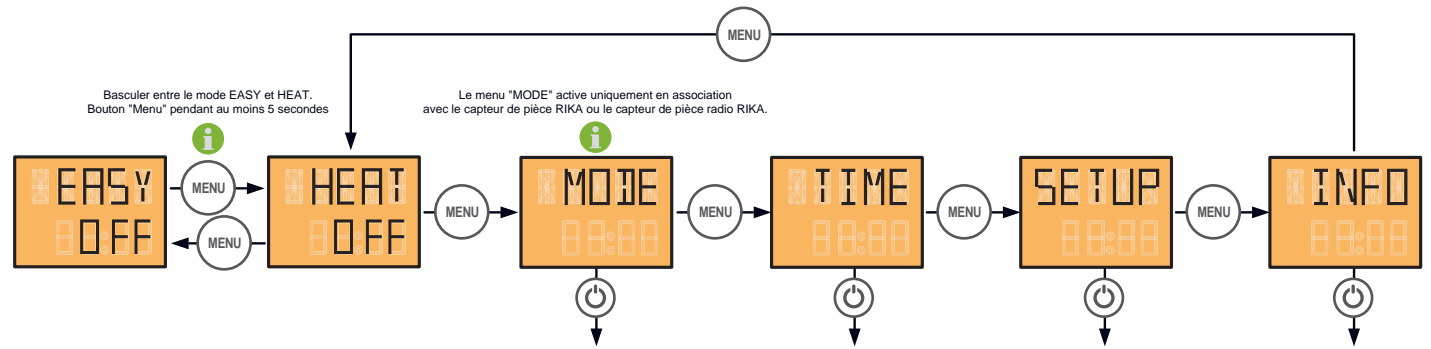 MENU
Basculer entre le mode EASY et HEAT.
Bouton "Menu" pendant au moins 5 secondes
Le menu "MODE" active uniquement en association
avec le capteur de pièce RIKA ou le capteur de pièce radio RIKA.
EASY
OFF
MENU
MENU
HEAT
OFF
MENU
MODE
MENU
TIME
MENU
SETUP
MENU
INFO